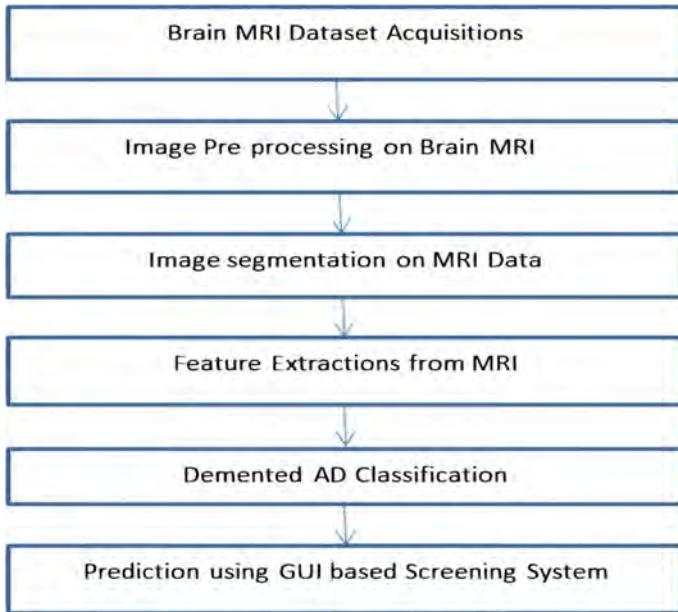 Brain MRI Dataset Acquisitions
Image Pre processing on Brain MRI
Image segmentation on MRI Data
Feature Extractions from MRI
Demented AD Classification
Prediction using GUI based Screening System